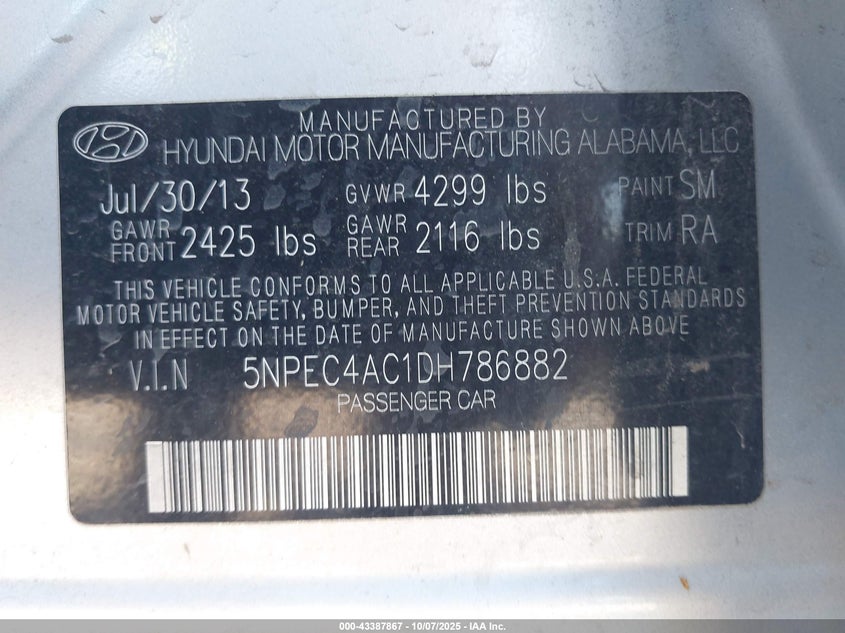 MANUFACTURED BY
HYUNDAI MOTOR MANUFACTURING ALABAMA, LLC
Jul/30/13 GVWR 4299 lbs PAINT SM
GAWR FRONT 2425 lbs GAWR REAR 2116 lbs TRIM RA
THIS VEHICLE CONFORMS TO ALL APPLICABLE U.S.A. FEDERAL
MOTOR VEHICLE SAFETY, BUMPER, AND THEFT PREVENTION STANDARDS
IN EFFECT ON THE DATE OF MANUFACTURE SHOWN ABOVE
V.I.N 5NPEC4AC1DH786882
PASSENGER CAR
000-43387867 - 10/07/2025 - IAA Inc.